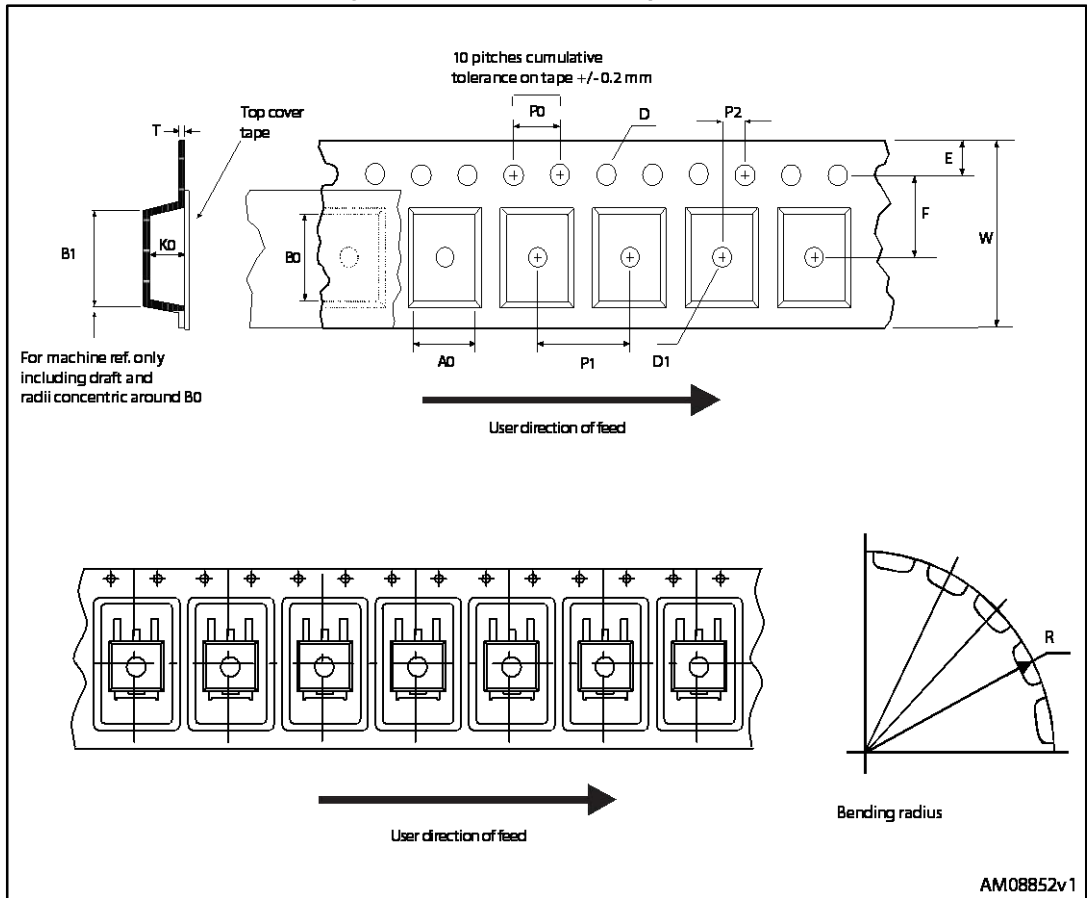 10 pitches cumulative
tolerance on tape +/- 0.2 mm
P0
D
P2
T
Top cover
tape
E
F
W
B1
K0
B0
A0
P1
D1
For machine ref. only
including draft and
radii concentric around B0
User direction of feed
R
Bending radius
User direction of feed
AM08852v1